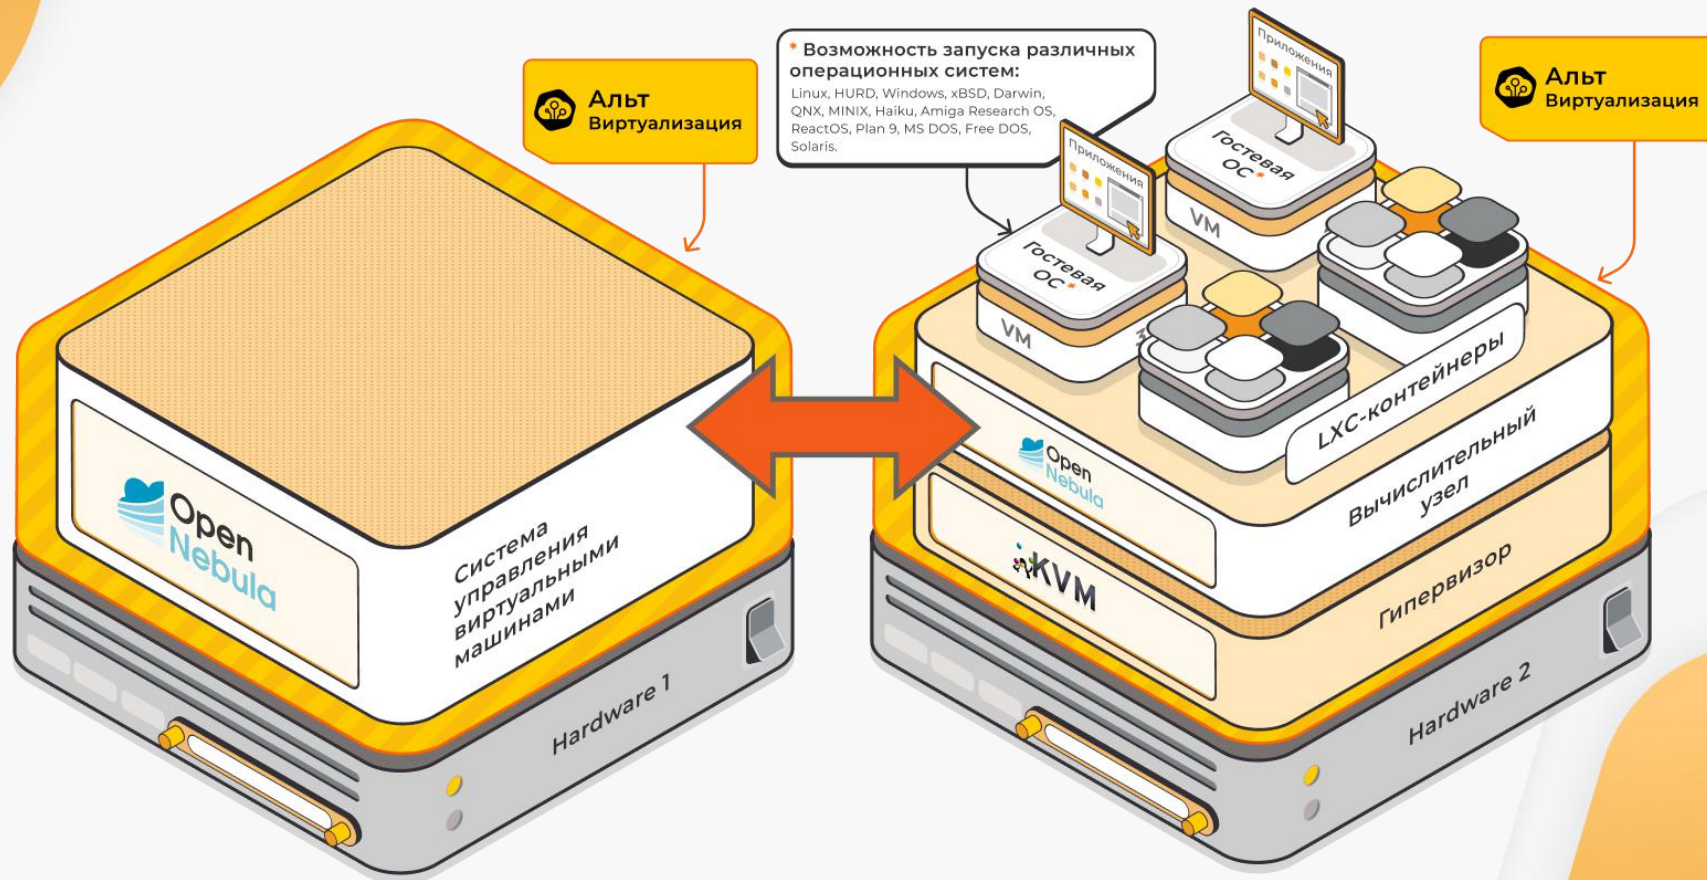 Альт
Виртуализация
* Возможность запуска различных
операционных систем:
Linux, HURD, Windows, xBSD, Darwin,
QNX, MINIX, Haiku, Amiga Research OS,
ReactOS, Plan 9, MS DOS, Free DOS,
Solaris.
Альт
Виртуализация
Приложения
Гостевая
ОС*
VM
Приложения
Гостевая
ОС*
VM
LXC-контейнеры
Open
Nebula
Вычислительный
узел
KVM
Гипервизор
Hardware 2
Open
Nebula
Система
управления
виртуальными
машинами
Hardware 1